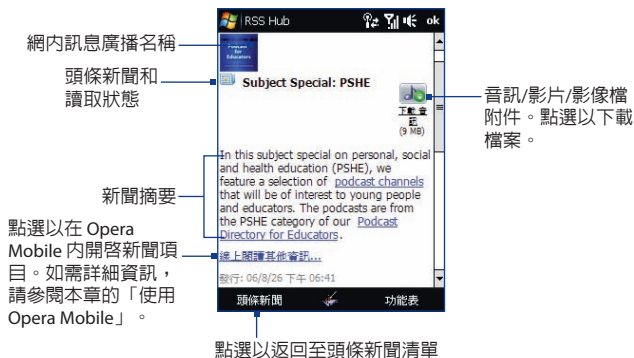 RSS Hub
ok
網內訊息廣播名稱
for
Educators
頭條新聞和
讀取狀態
Subject Special: PSHE
下載 音
訊
(9 MB)
音訊/影片/影像檔
附件。點選以下載
檔案。
新聞摘要
In this subject special on personal, social
and health education (PSHE), we
feature a selection of podcast channels
that will be of interest to young people
and educators. The podcasts are from
the PSHE category of our Podcast
Directory for Educators.
點選以在 Opera
Mobile 内開啓新聞項
目。如需詳細資訊，
請參閱本章的「使用
Opera Mobile」。
線上閱讀其他資訊...
發行: 06/8/26 下午 06:41
頭條新聞
功能表
點選以返回至頭條新聞清單